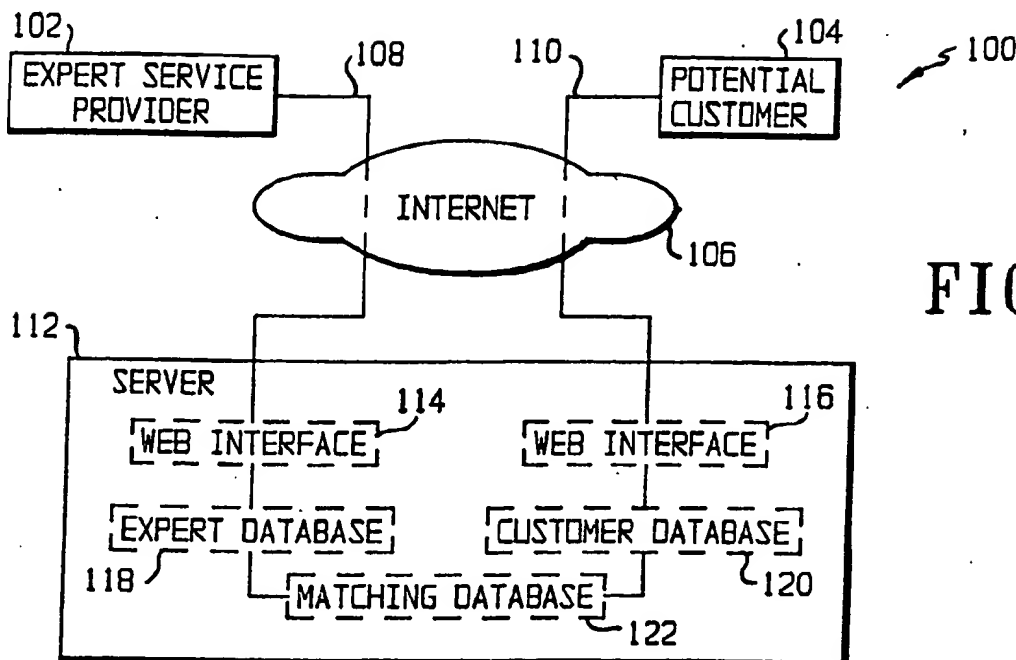 102
EXPERT SERVICE
PROVIDER
108
110
104
POTENTIAL
CUSTOMER
100
INTERNET
106
112
SERVER
114
WEB INTERFACE
116
WEB INTERFACE
EXPERT DATABASE
118
CUSTOMER DATABASE
120
MATCHING DATABASE
122